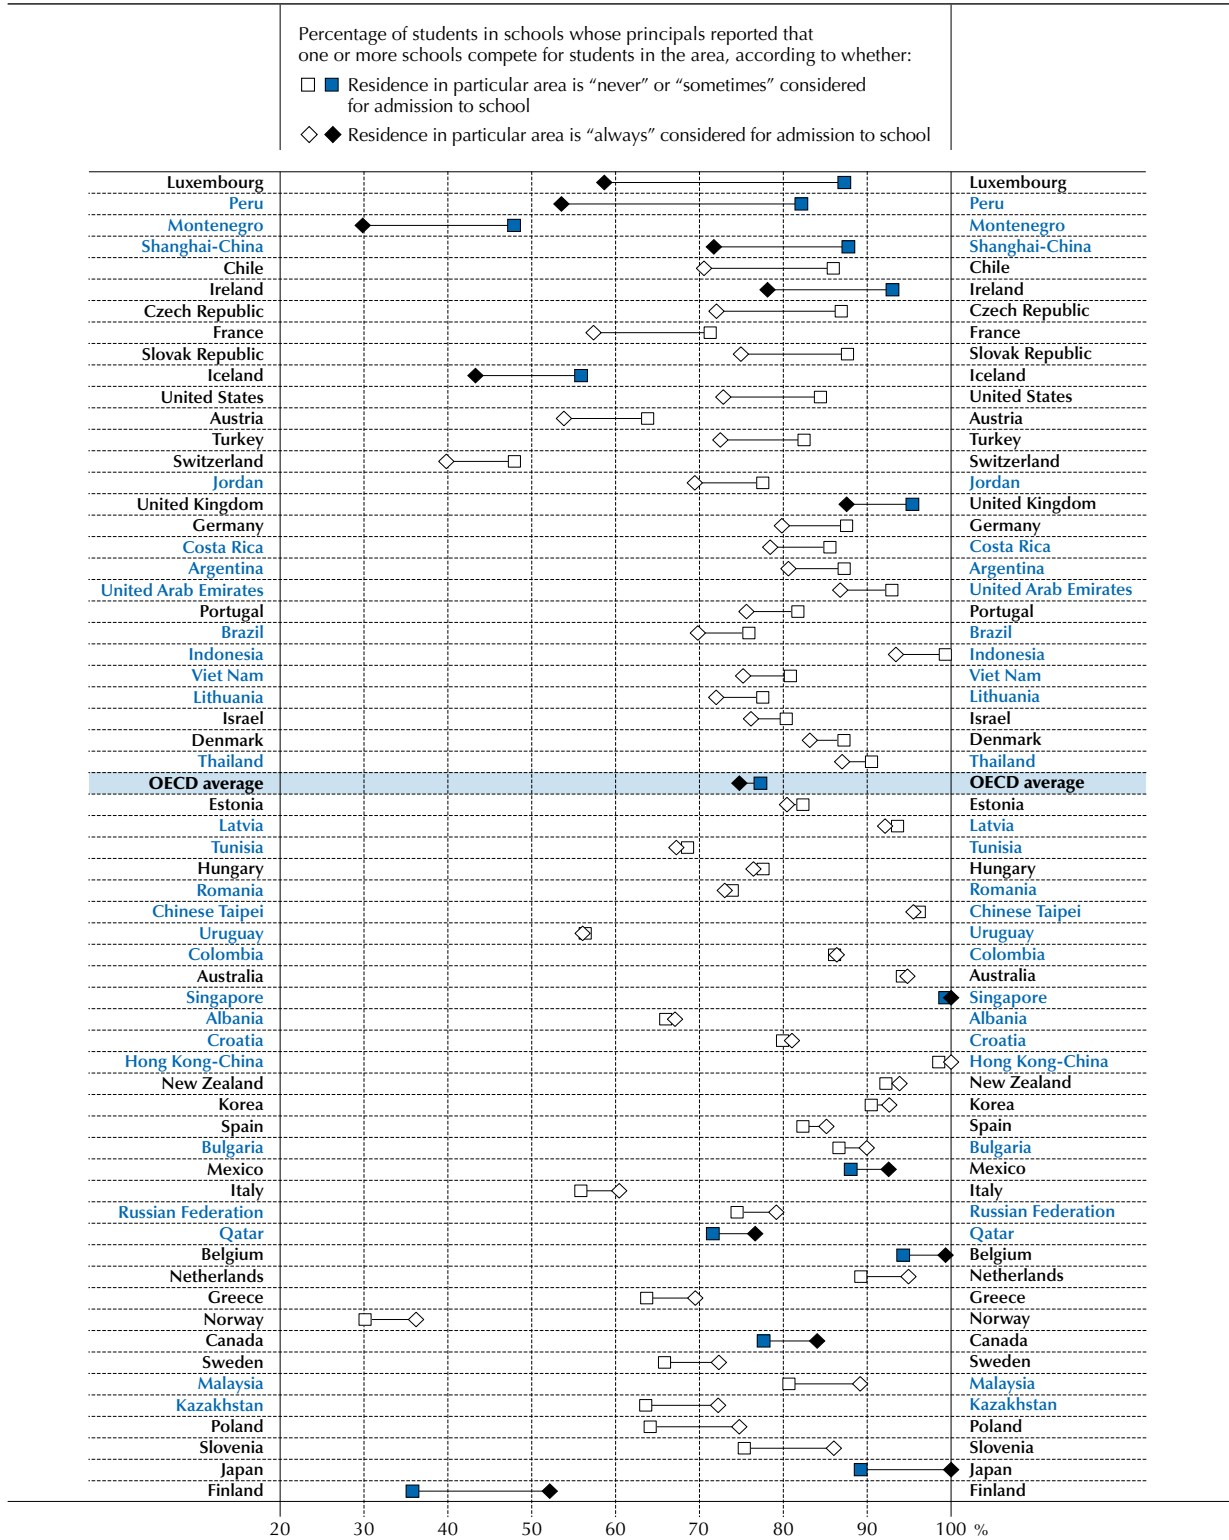 Percentage of students in schools whose principals reported that
one or more schools compete for students in the area, according to whether:
Residence in particular area is “never” or “sometimes” considered
for admission to school
Residence in particular area is “always” considered for admission to school
Luxembourg Luxembourg
Peru Peru
Montenegro Montenegro
Shanghai-China Shanghai-China
Chile Chile
Ireland Ireland
Czech Republic Czech Republic
France France
Slovak Republic Slovak Republic
Iceland Iceland
United States United States
Austria Austria
Turkey Turkey
Switzerland Switzerland
Jordan Jordan
United Kingdom United Kingdom
Germany Germany
Costa Rica Costa Rica
Argentina Argentina
United Arab Emirates United Arab Emirates
Portugal Portugal
Brazil Brazil
Indonesia Indonesia
Viet Nam Viet Nam
Lithuania Lithuania
Israel Israel
Denmark Denmark
Thailand Thailand
OECD average OECD average
Estonia Estonia
Latvia Latvia
Tunisia Tunisia
Hungary Hungary
Romania Romania
Chinese Taipei Chinese Taipei
Uruguay Uruguay
Colombia Colombia
Australia Australia
Singapore Singapore
Albania Albania
Croatia Croatia
Hong Kong-China Hong Kong-China
New Zealand New Zealand
Korea Korea
Spain Spain
Bulgaria Bulgaria
Mexico Mexico
Italy Italy
Russian Federation Russian Federation
Qatar Qatar
Belgium Belgium
Netherlands Netherlands
Greece Greece
Norway Norway
Canada Canada
Sweden Sweden
Malaysia Malaysia
Kazakhstan Kazakhstan
Poland Poland
Slovenia Slovenia
Japan Japan
Finland Finland
20 30 40 50 60 70 80 90 100 %